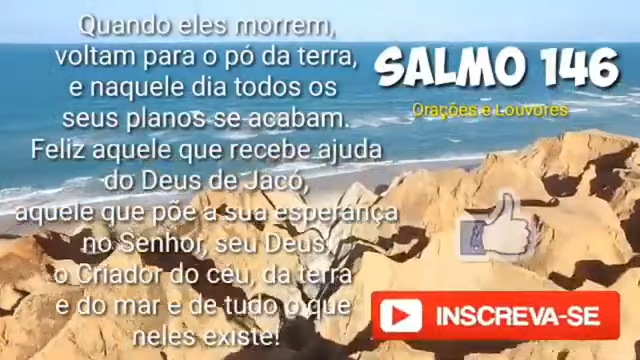 Quando eles morrem,
voltam para o pó da terra,
e naquele dia todos os
seus planos se acabam.
Feliz aquele que recebe ajuda
do Deus de Jacó,
aquele que põe a sua esperança
no Senhor, seu Deus,
o Criador do céu, da terra
e do mar e de tudo o que
neles existe!
SALMO 146
Orações e Louvores
INSCREVA-SE